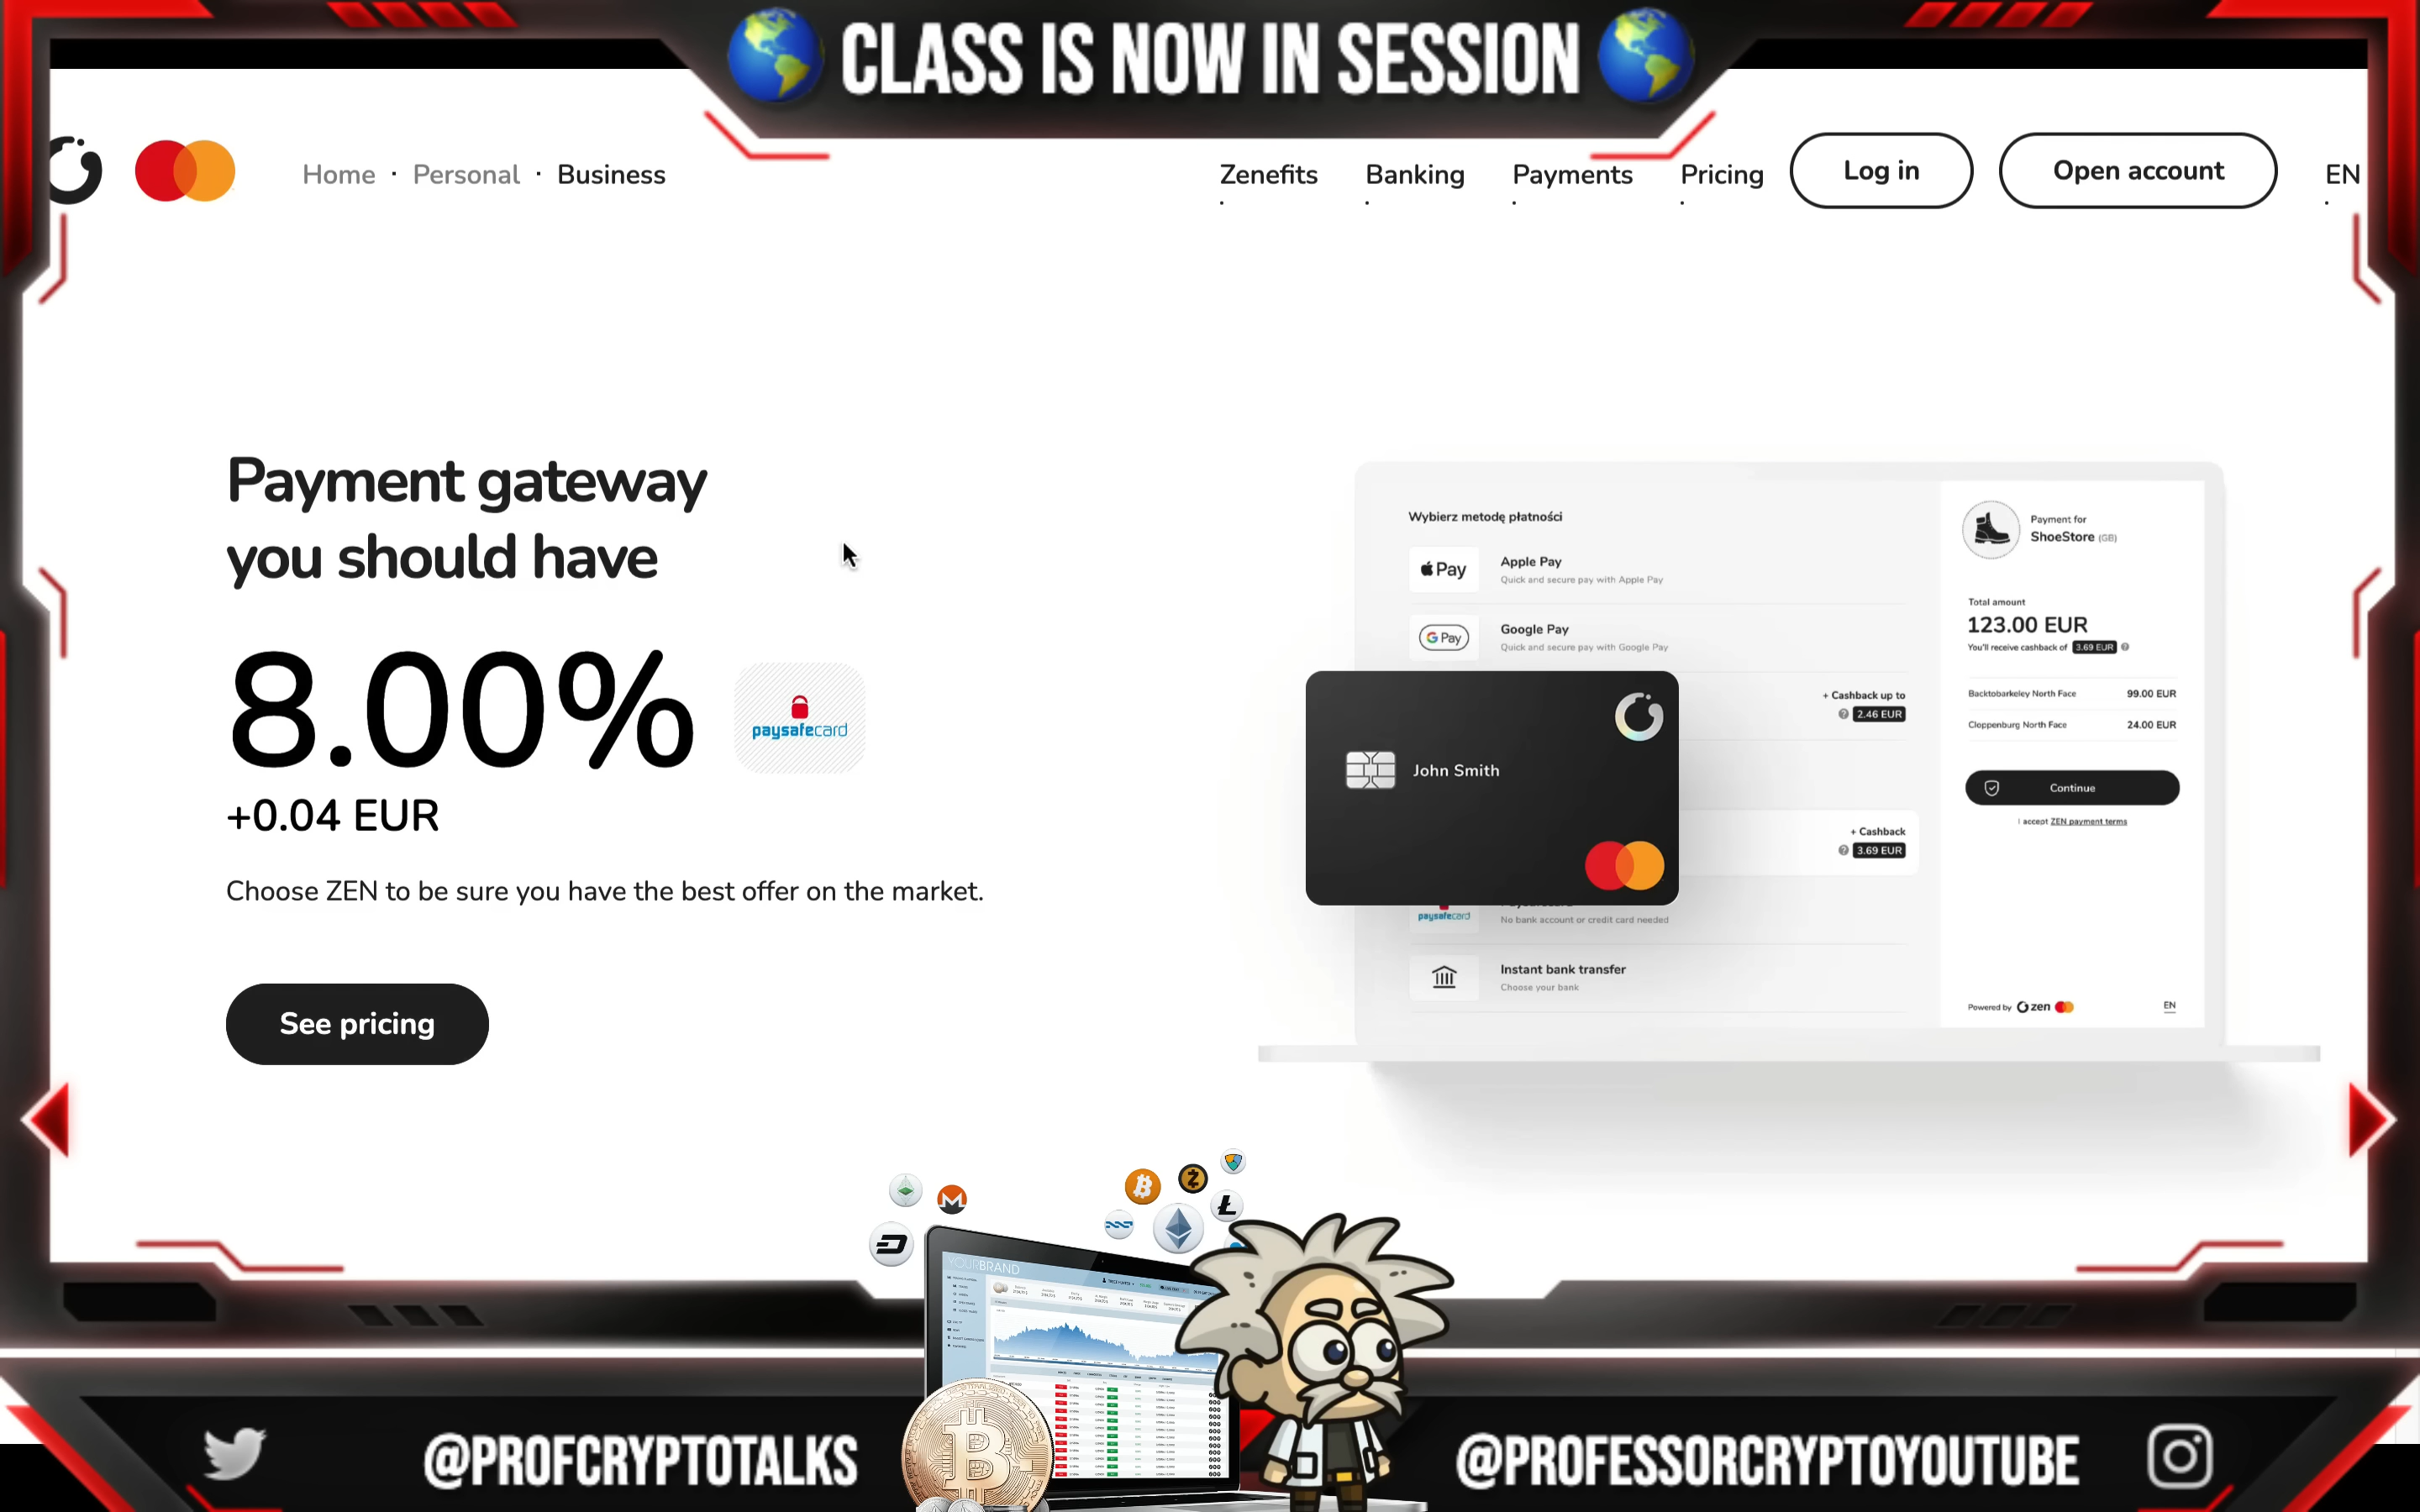 CLASS IS NOW IN SESSION
Home · Personal · Business
Zenefits
Banking
Payments
Pricing
Log in
Open account
EN
Payment gateway
you should have
8.00%
paysafecard
+0.04 EUR
Choose ZEN to be sure you have the best offer on the market.
See pricing
Wybierz metodę płatności
Pay
Apple Pay
Quick and secure pay with Apple Pay
G Pay
Google Pay
Quick and secure pay with Google Pay
+ Cashback up to
2.46 EUR
John Smith
+ Cashback
3.69 EUR
paysafecard
No bank account or credit card needed
Instant bank transfer
Choose your bank
Payment for
ShoeStore (GB)
Total amount
123.00 EUR
You'll receive cashback of 3.69 EUR
Backtobarkeley North Face 99.00 EUR
Cloppenburg North Face 24.00 EUR
Continue
I accept ZEN payment terms
Powered by zen
EN
YOURBRAND
@PROFCRYPTOTALKS
@PROFESSORCRYPTOYOUTUBE